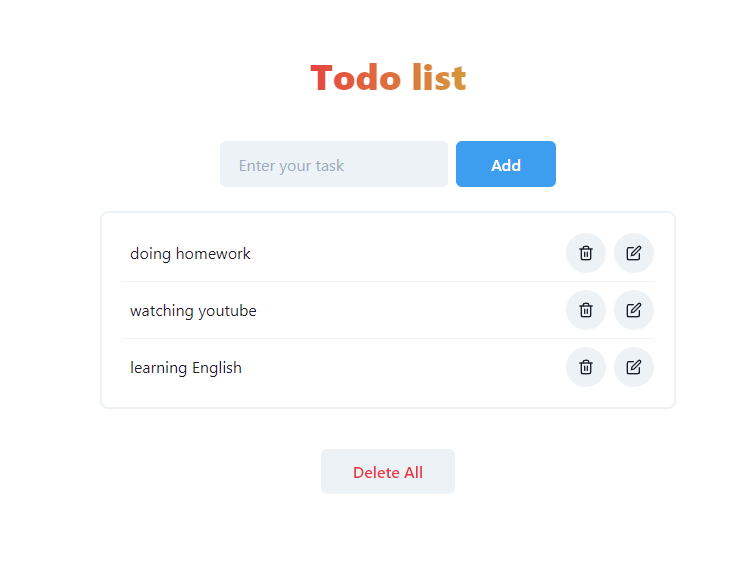 Todo list
Enter your task
Add
doing homework
watching youtube
learning English
Delete All